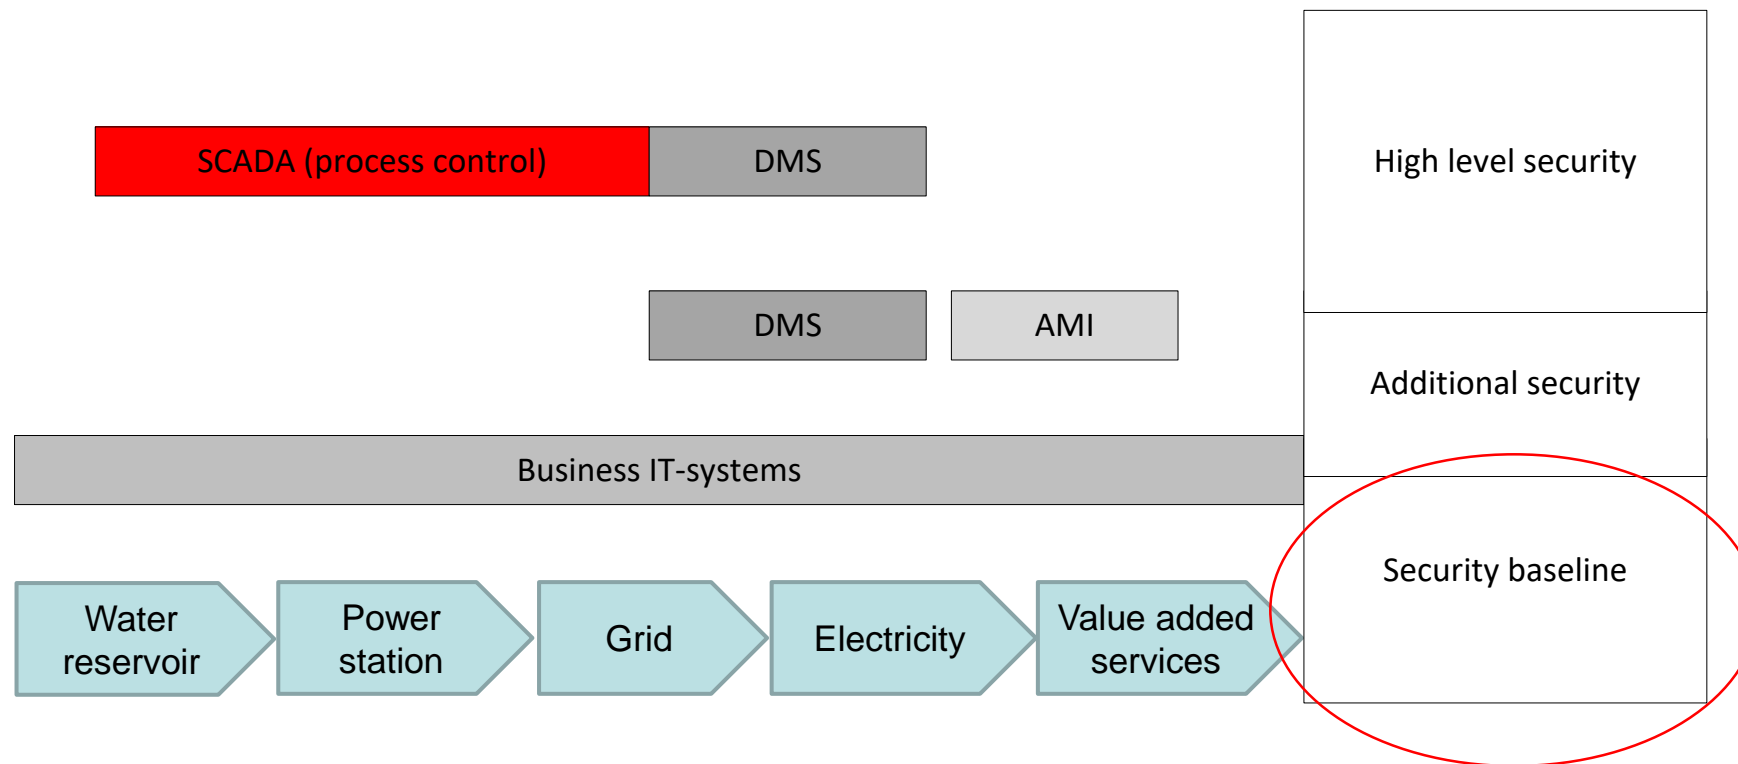 SCADA (process control)
DMS
High level security
DMS
AMI
Additional security
Business IT-systems
Security baseline
Water
reservoir
Power
station
Grid
Electricity
Value added
services